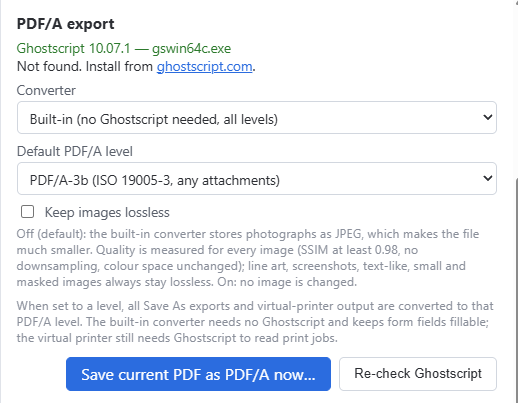 PDF/A export
Ghostscript 10.07.1 — gswin64c.exe
Not found. Install from ghostscript.com.
Converter
Built-in (no Ghostscript needed, all levels)
Default PDF/A level
PDF/A-3b (ISO 19005-3, any attachments)
Keep images lossless
Off (default): the built-in converter stores photographs as JPEG, which makes the file
much smaller. Quality is measured for every image (SSIM at least 0.98, no
downsampling, colour space unchanged); line art, screenshots, text-like, small and
masked images always stay lossless. On: no image is changed.
When set to a level, all Save As exports and virtual-printer output are converted to that
PDF/A level. The built-in converter needs no Ghostscript and keeps form fields fillable;
the virtual printer still needs Ghostscript to read print jobs.
Save current PDF as PDF/A now...
Re-check Ghostscript